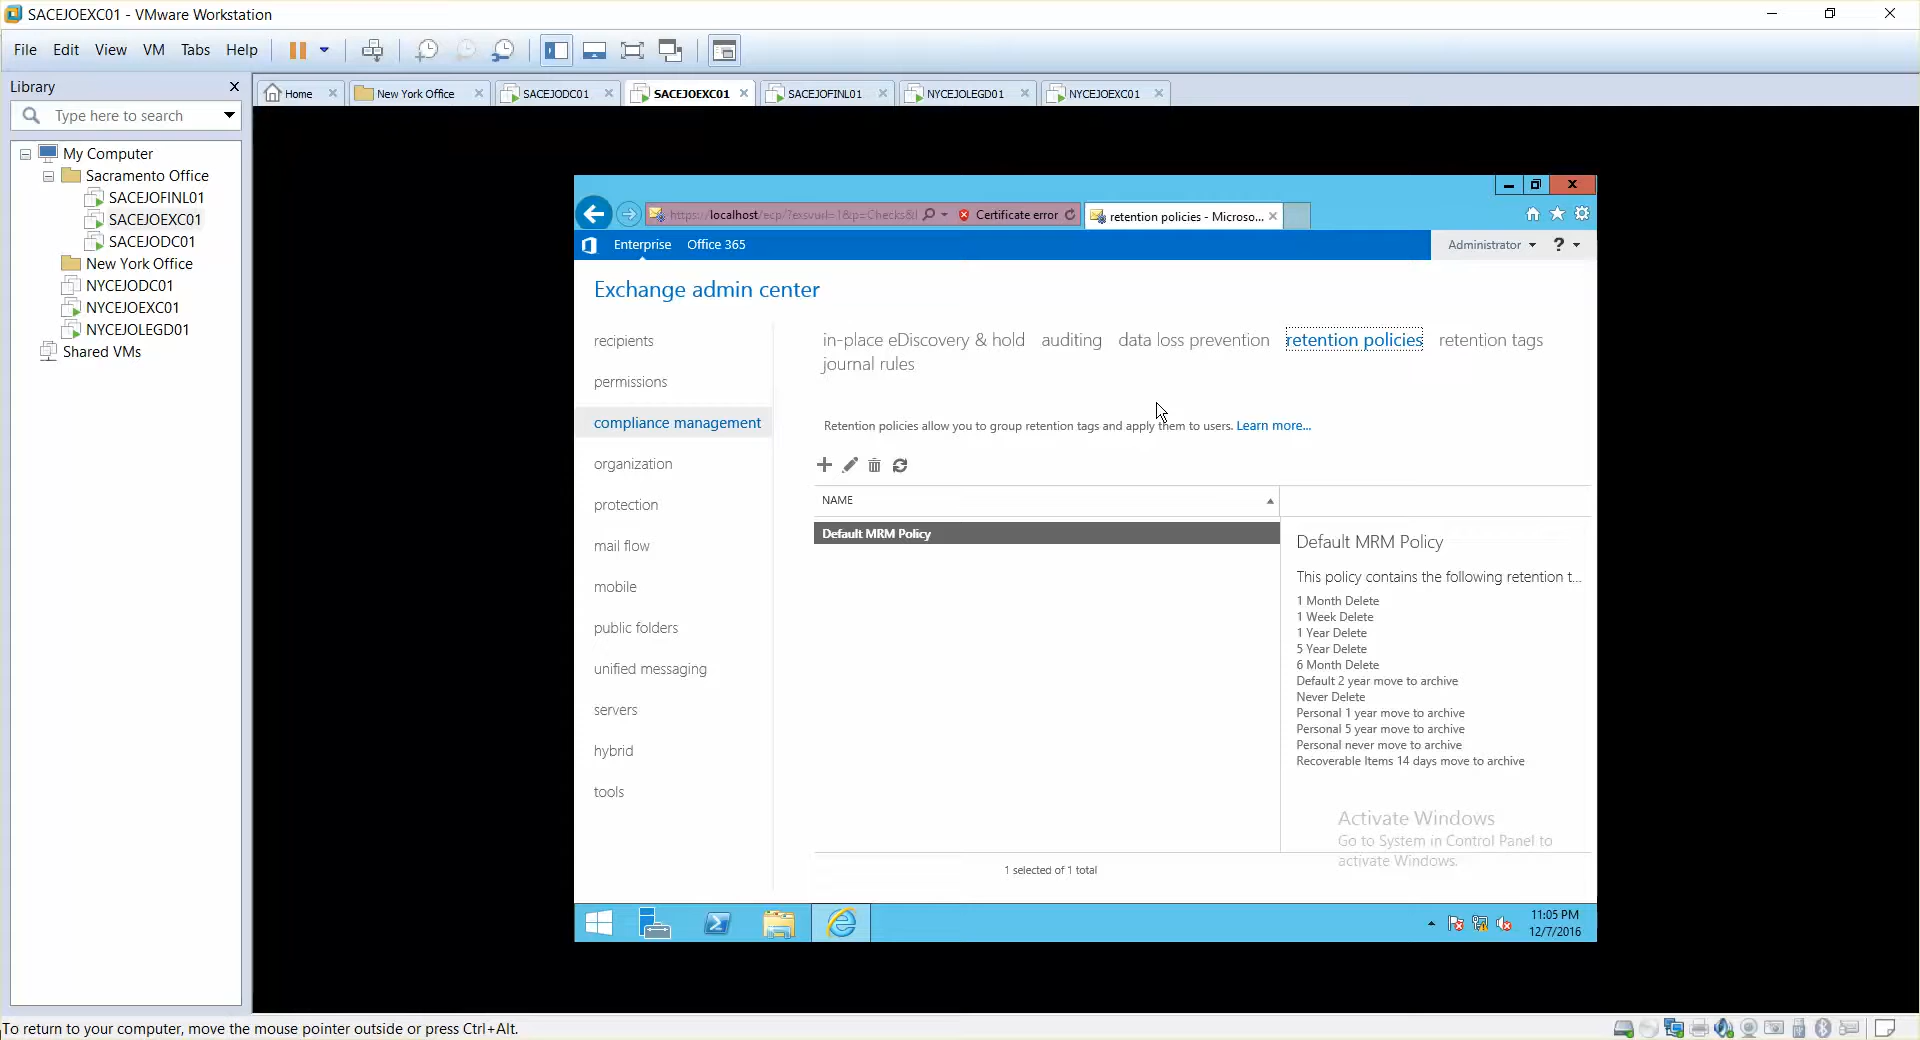 SACEJOEXC01 - VMware Workstation
File Edit View VM Tabs Help
Library
Type here to search
My Computer
Sacramento Office
SACEJOFINL01
SACEJOEXC01
SACEJODC01
New York Office
NYCEJODC01
NYCEJOEXC01
NYCEJOLEGD01
Shared VMs
Home New York Office SACEJODC01 SACEJOEXC01 SACEJOFINL01 NYCEJOLEGD01 NYCEJOEXC01
https://localhost/ecp/?exsvurl=1&p=Checks& Certificate error retention policies - Microso...
Enterprise Office 365 Administrator ?
Exchange admin center
recipients
permissions
compliance management
organization
protection
mail flow
mobile
public folders
unified messaging
servers
hybrid
tools
in-place eDiscovery & hold auditing data loss prevention retention policies retention tags
journal rules
Retention policies allow you to group retention tags and apply them to users. Learn more...
NAME
Default MRM Policy
Default MRM Policy
This policy contains the following retention t...
1 Month Delete
1 Week Delete
1 Year Delete
5 Year Delete
6 Month Delete
Default 2 year move to archive
Never Delete
Personal 1 year move to archive
Personal 5 year move to archive
Personal never move to archive
Recoverable Items 14 days move to archive
Activate Windows
Go to System in Control Panel to
activate Windows.
1 selected of 1 total
11:05 PM
12/7/2016
To return to your computer, move the mouse pointer outside or press Ctrl+Alt.